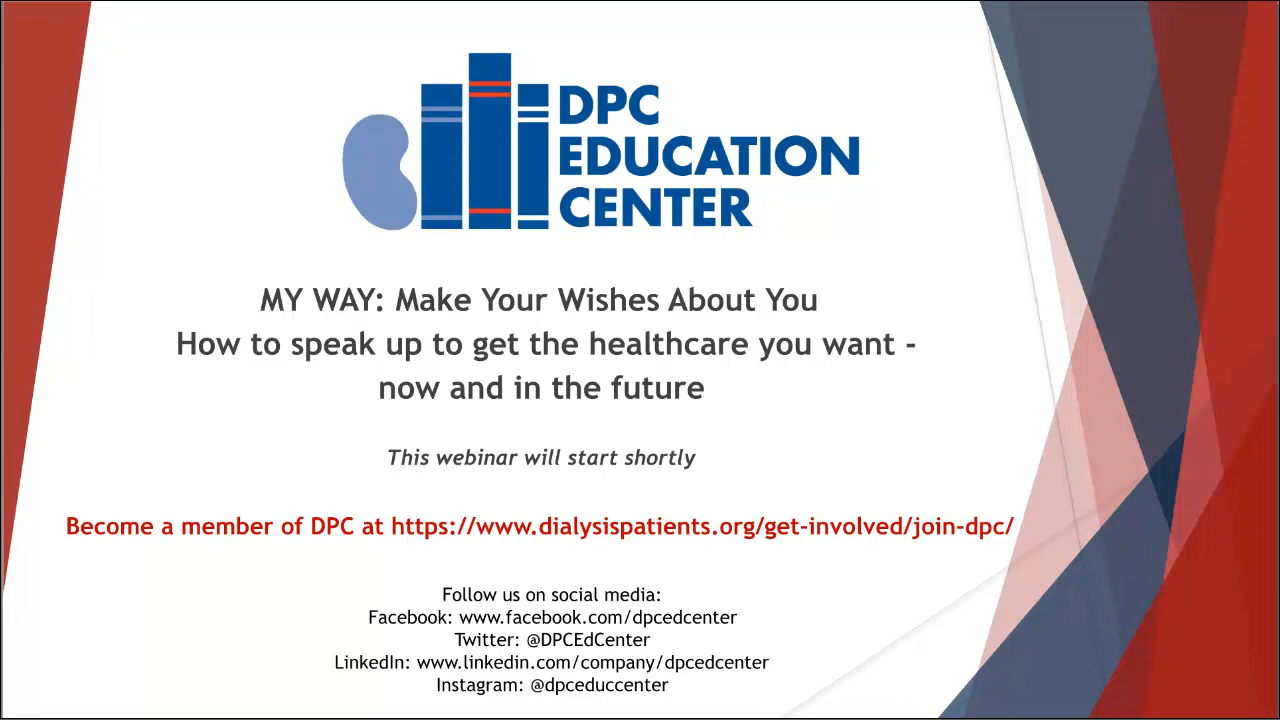 DPC
EDUCATION
CENTER
MY WAY: Make Your Wishes About You
How to speak up to get the healthcare you want -
now and in the future
This webinar will start shortly
Become a member of DPC at https://www.dialysispatients.org/get-involved/join-dpc/
Follow us on social media:
Facebook: www.facebook.com/dpcedcenter
Twitter: @DPCEdCenter
LinkedIn: www.linkedin.com/company/dpcedcenter
Instagram: @dpceduccenter